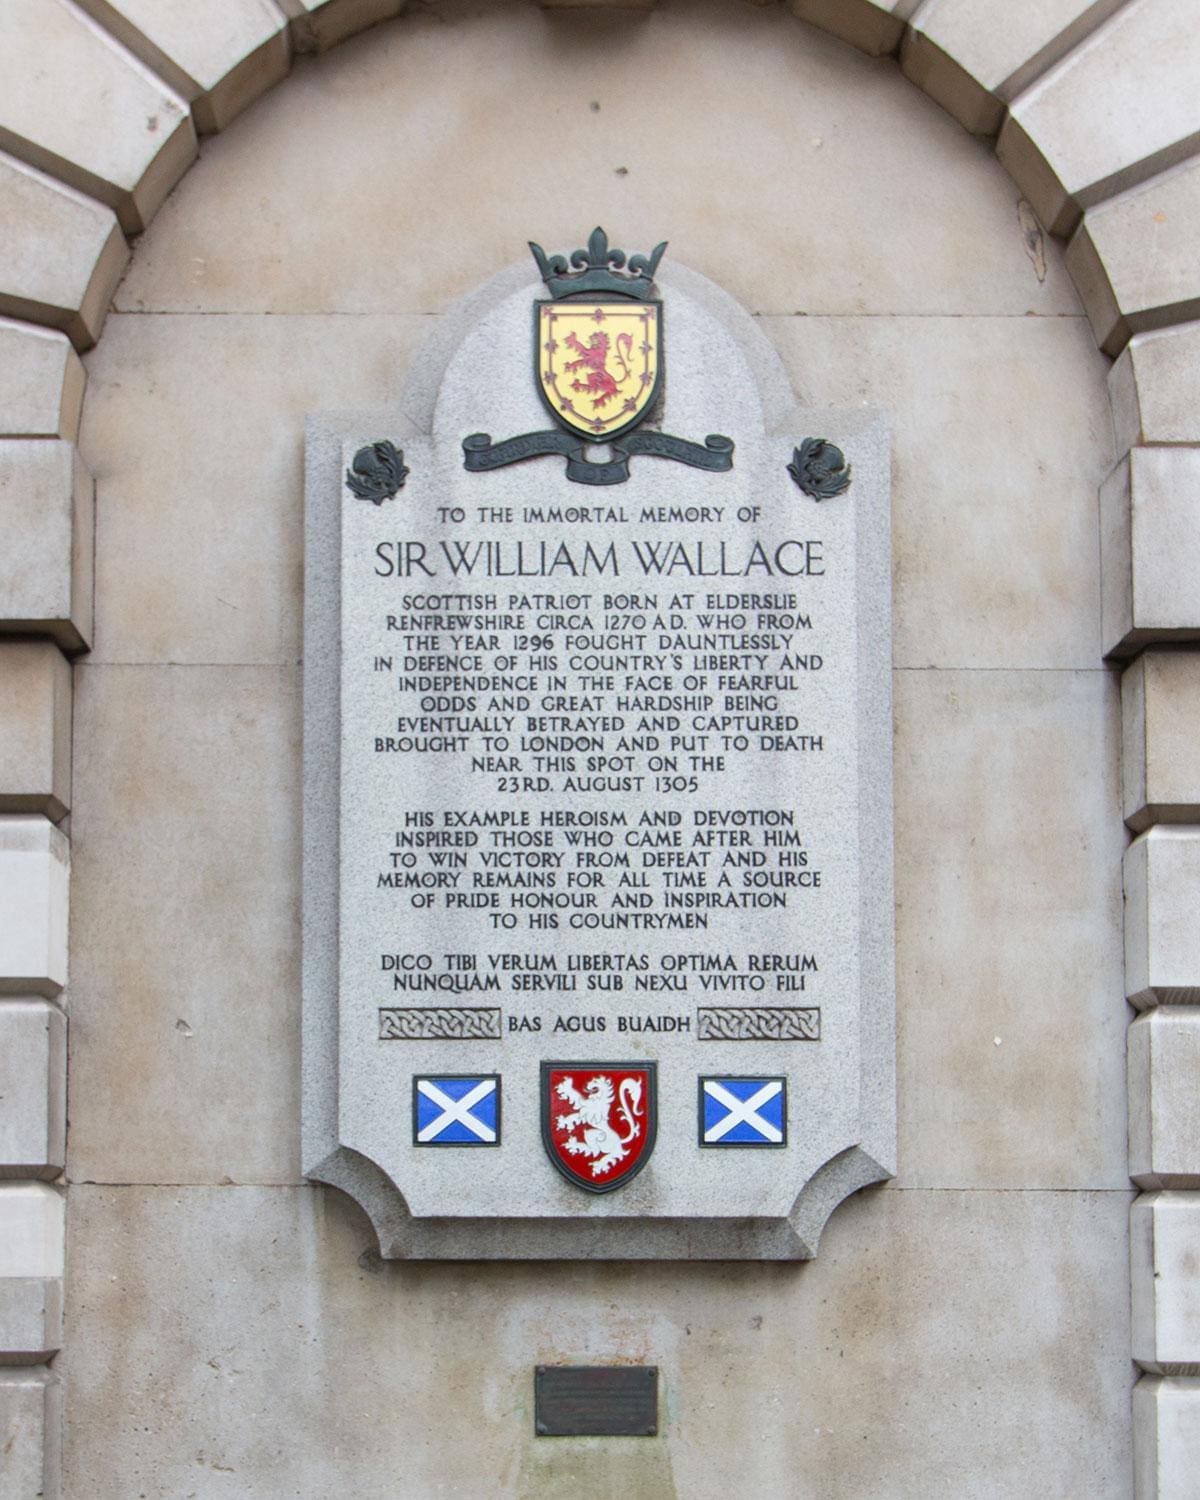 TO THE IMMORTAL MEMORY OF
SIR WILLIAM WALLACE
SCOTTISH PATRIOT BORN AT ELDERSLIE
RENFREWSHIRE CIRCA 1270 A.D. WHO FROM
THE YEAR 1296 FOUGHT DAUNTLESSLY
IN DEFENCE OF HIS COUNTRY'S LIBERTY AND
INDEPENDENCE IN THE FACE OF FEARFUL
ODDS AND GREAT HARDSHIP BEING
EVENTUALLY BETRAYED AND CAPTURED
BROUGHT TO LONDON AND PUT TO DEATH
NEAR THIS SPOT ON THE
23RD. AUGUST 1305
HIS EXAMPLE HEROISM AND DEVOTION
INSPIRED THOSE WHO CAME AFTER HIM
TO WIN VICTORY FROM DEFEAT AND HIS
MEMORY REMAINS FOR ALL TIME A SOURCE
OF PRIDE HONOUR AND INSPIRATION
TO HIS COUNTRYMEN
DICO TIBI VERUM LIBERTAS OPTIMA RERUM
NUNQUAM SERVILI SUB NEXU VIVITO FILI
BAS AGUS BUAIDH